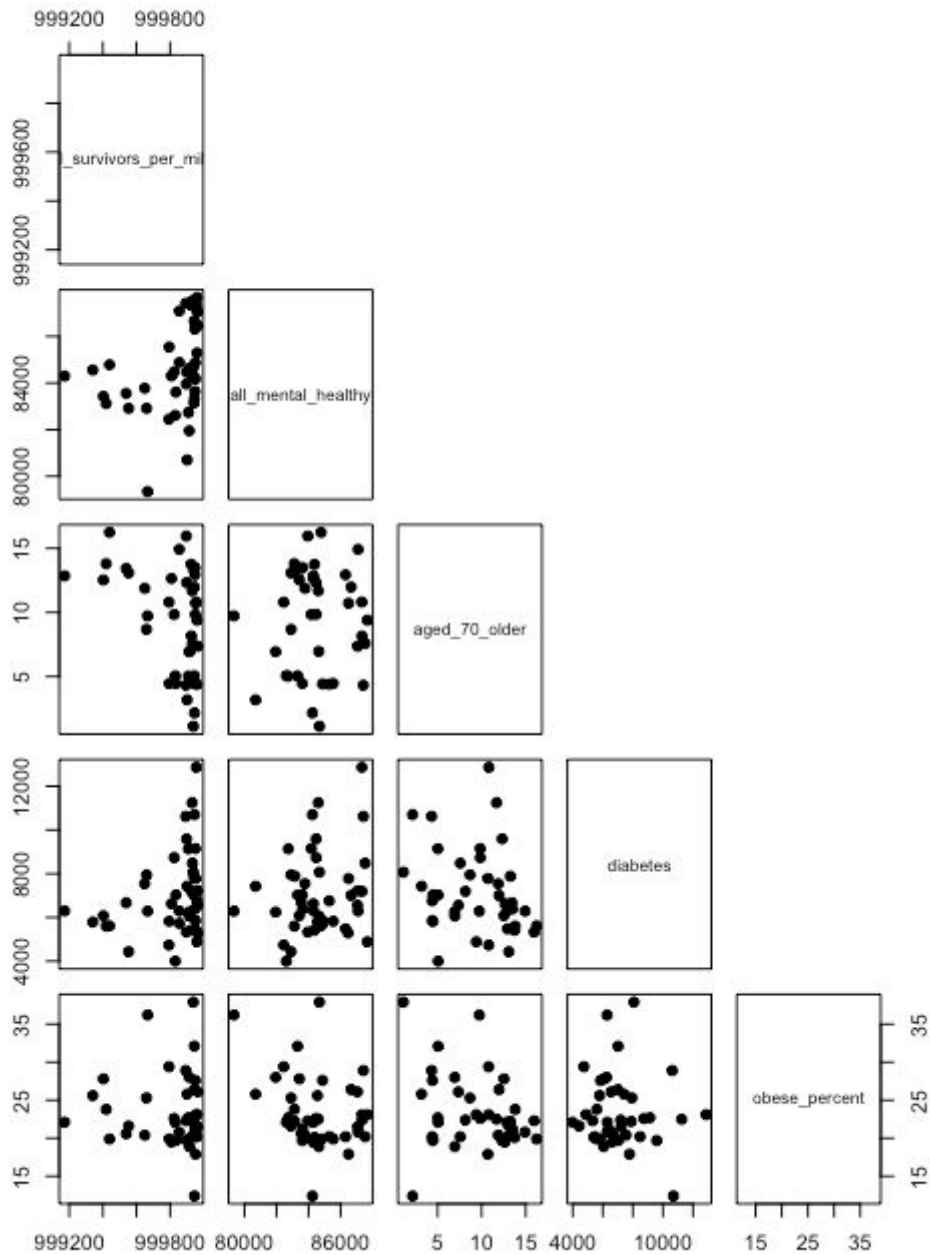 999200 999800
999200 999600
l_survivors_per_mil
80000 84000
all_mental_healthy
5 10 15
aged_70_older
4000 8000 12000
diabetes
15 25 35
obese_percent
15 25 35
999200 999800 80000 86000 5 10 15 4000 10000 15 25 35